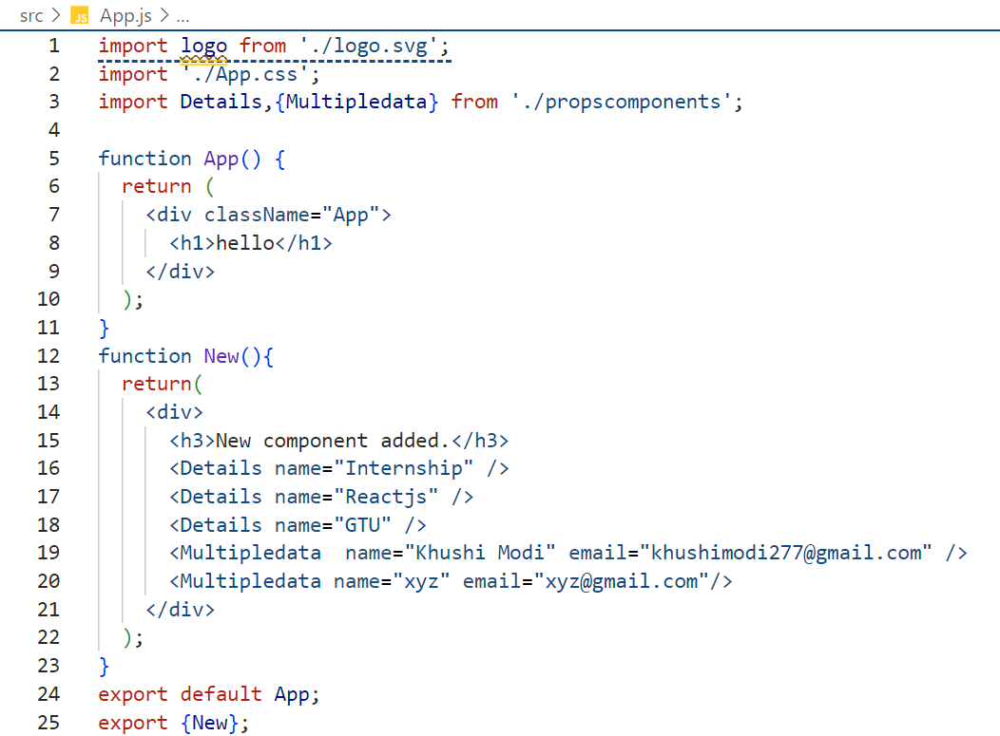 src > JS App.js > ...
1 import logo from './logo.svg';
2 import './App.css';
3 import Details,{Multipledata} from './propscomponents';
4
5 function App() {
6   return (
7     <div className="App">
8       <h1>hello</h1>
9     </div>
10   );
11 }
12 function New(){
13   return(
14     <div>
15       <h3>New component added.</h3>
16       <Details name="Internship" />
17       <Details name="Reactjs" />
18       <Details name="GTU" />
19       <Multipledata  name="Khushi Modi" email="khushimodi277@gmail.com" />
20       <Multipledata name="xyz" email="xyz@gmail.com"/>
21     </div>
22   );
23 }
24 export default App;
25 export {New};